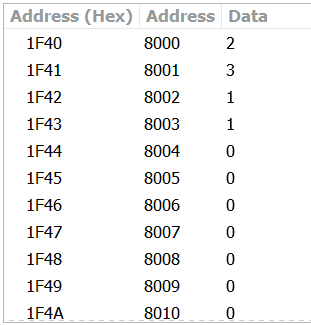 Address (Hex) Address Data
1F40 8000 2
1F41 8001 3
1F42 8002 1
1F43 8003 1
1F44 8004 0
1F45 8005 0
1F46 8006 0
1F47 8007 0
1F48 8008 0
1F49 8009 0
1F4A 8010 0